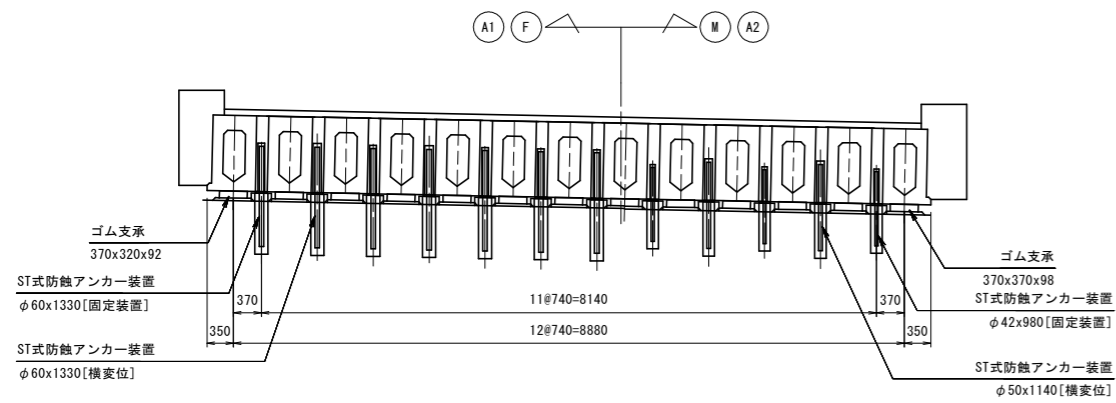 A1 F M A2
ゴム支承
370x320x92
ST式防蝕アンカー装置
φ60x1330[固定装置]
ST式防蝕アンカー装置
φ60x1330[横変位]
370 11@740=8140 370
350 12@740=8880 350
ゴム支承
370x370x98
ST式防蝕アンカー装置
φ42x980[固定装置]
ST式防蝕アンカー装置
φ50x1140[横変位]